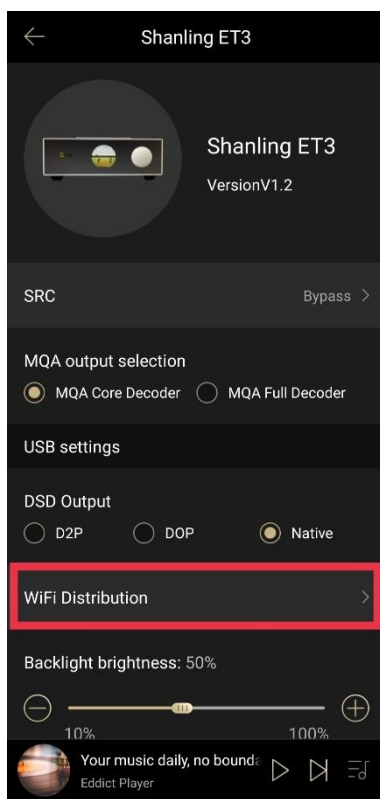 Shanling ET3
Shanling ET3
VersionV1.2
SRC
Bypass
MQA output selection
MQA Core Decoder
MQA Full Decoder
USB settings
DSD Output
D2P
DOP
Native
WiFi Distribution
Backlight brightness: 50%
10%
100%
Your music daily, no bounda
Eddict Player